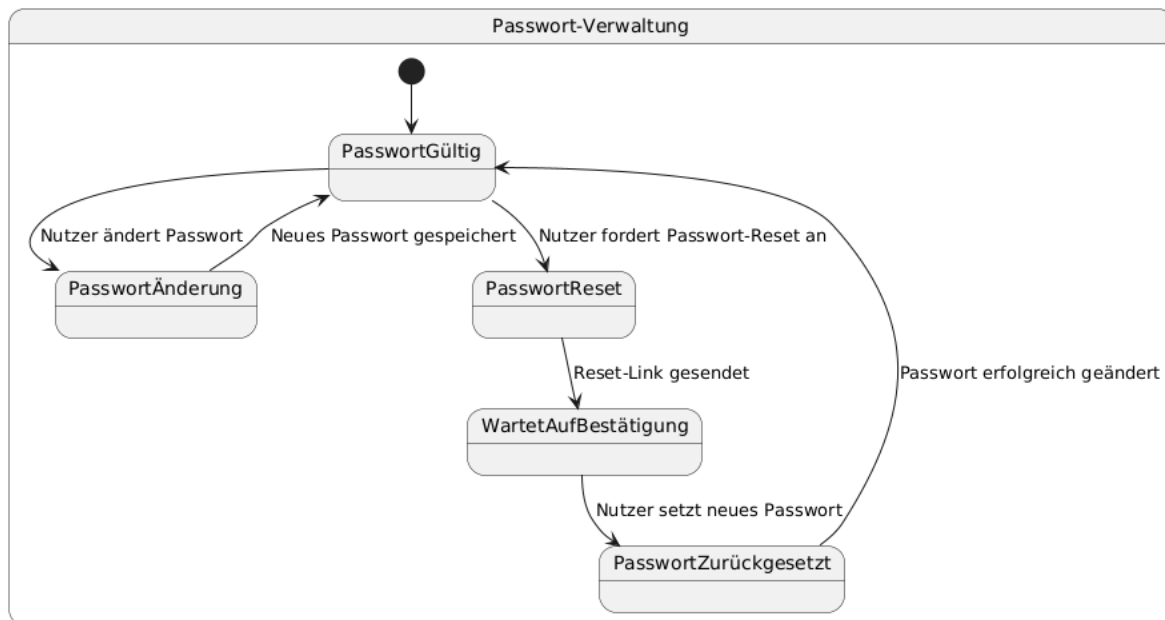 Passwort-Verwaltung
PasswortGültig
Nutzer ändert Passwort
Neues Passwort gespeichert
Nutzer fordert Passwort-Reset an
PasswortÄnderung
PasswortReset
Reset-Link gesendet
Passwort erfolgreich geändert
WartetAufBestätigung
Nutzer setzt neues Passwort
PasswortZurückgesetzt